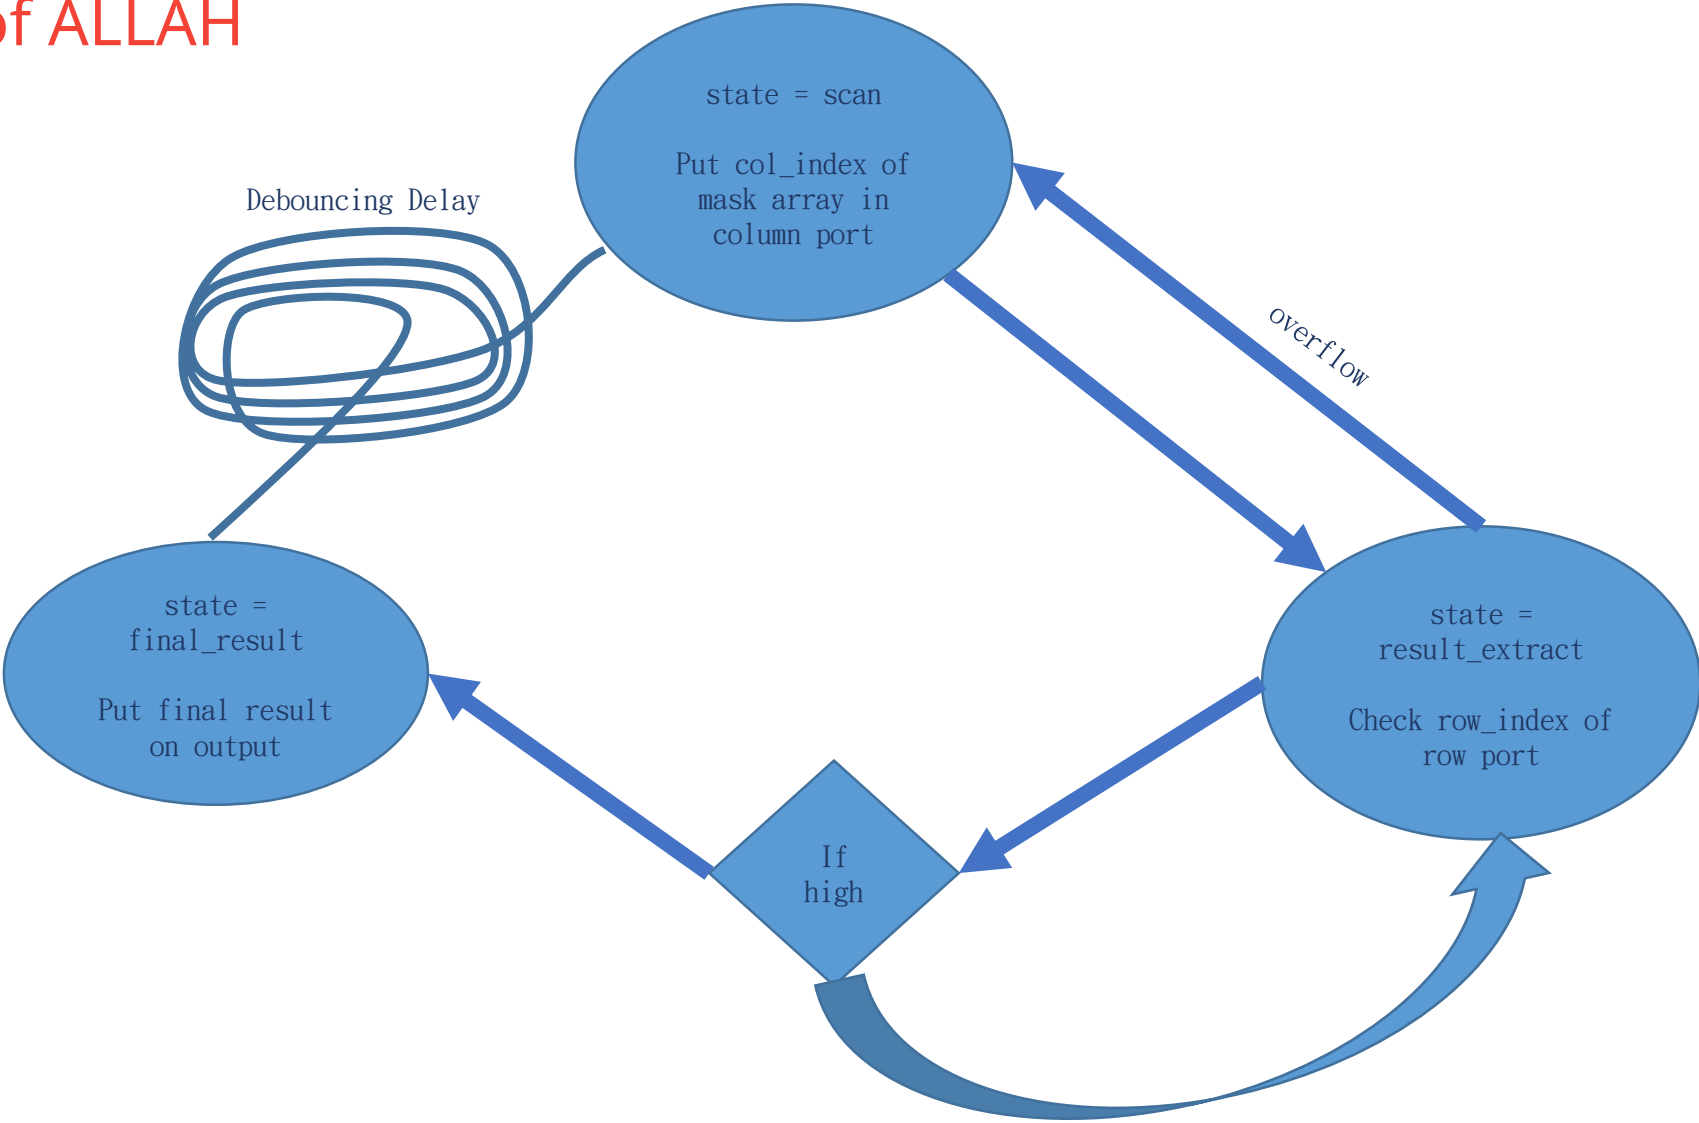 of ALLAH
state = scan
Put col_index of
mask array in
column port
Debouncing Delay
overflow
state =
final_result
Put final result
on output
state =
result_extract
Check row_index of
row port
If
high